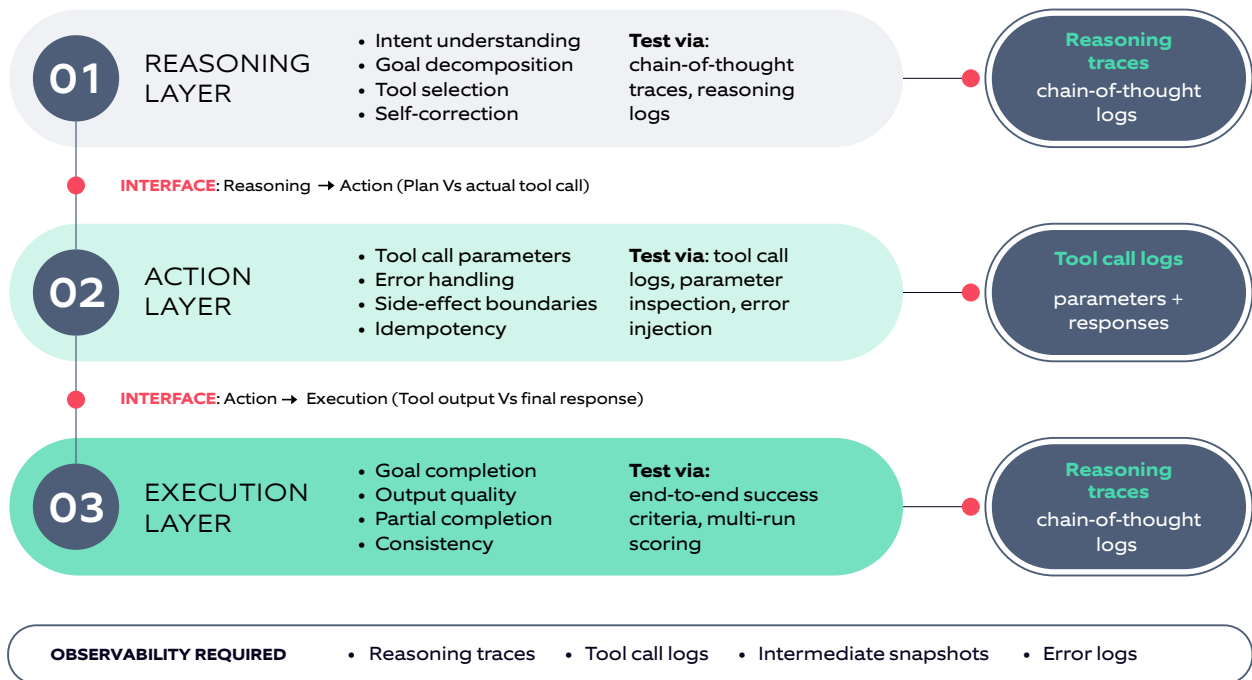 01
REASONING
LAYER
• Intent understanding
• Goal decomposition
• Tool selection
• Self-correction
Test via:
chain-of-thought
traces, reasoning
logs
Reasoning
traces
chain-of-thought
logs
INTERFACE: Reasoning → Action (Plan Vs actual tool call)
02
ACTION
LAYER
• Tool call parameters
• Error handling
• Side-effect boundaries
• Idempotency
Test via: tool call
logs, parameter
inspection, error
injection
Tool call logs
parameters +
responses
INTERFACE: Action → Execution (Tool output Vs final response)
03
EXECUTION
LAYER
• Goal completion
• Output quality
• Partial completion
• Consistency
Test via:
end-to-end success
criteria, multi-run
scoring
Reasoning
traces
chain-of-thought
logs
OBSERVABILITY REQUIRED • Reasoning traces • Tool call logs • Intermediate snapshots • Error logs